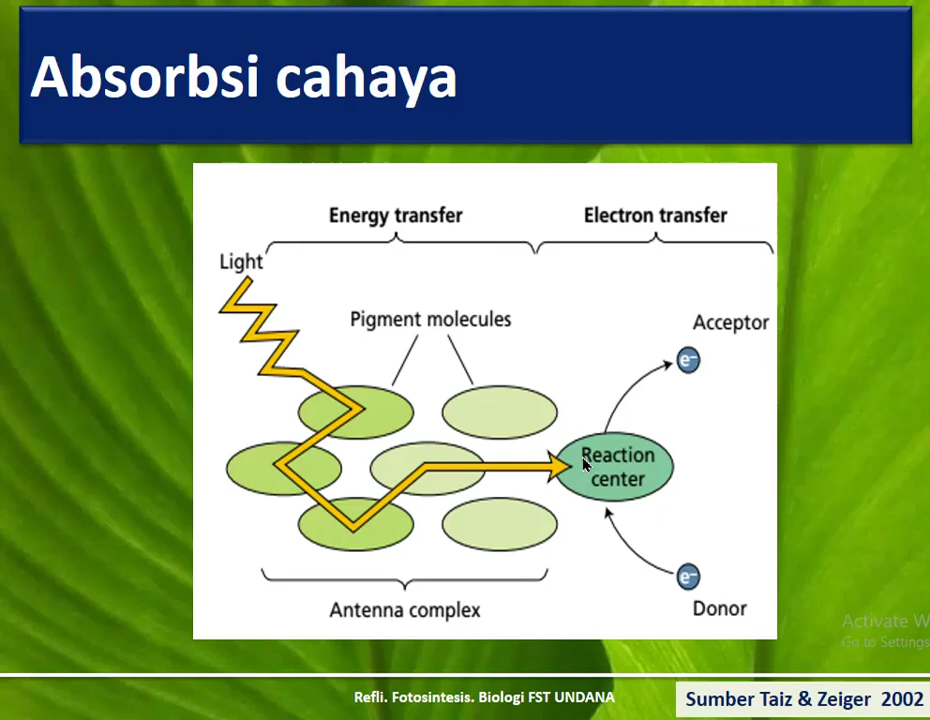 Absorbsi cahaya
Energy transfer
Electron transfer
Light
Pigment molecules
Acceptor
e⁻
Reaction
center
e⁻
Antenna complex
Donor
Activate W
Go to Settings
Refli. Fotosintesis. Biologi FST UNDANA
Sumber Taiz & Zeiger 2002